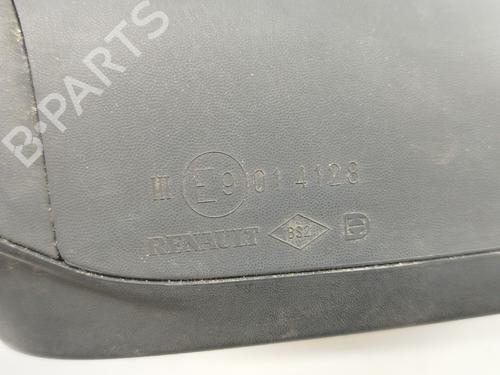 B-PARTS
III E9 014128
RENAULT BS2